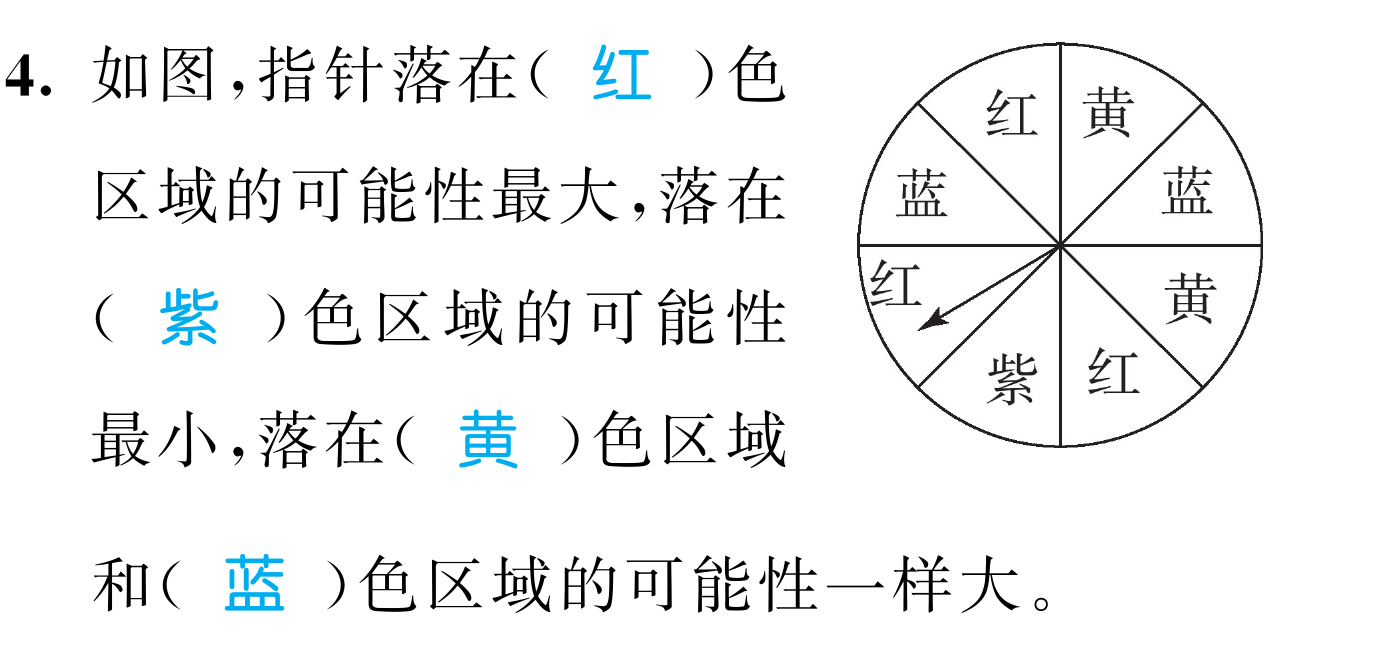 4. 如图,指针落在( 红 )色
区域的可能性最大,落在
( 紫 )色区域的可能性
最小,落在( 黄 )色区域
和( 蓝 )色区域的可能性一样大。
红 黄
蓝 蓝
红 黄
紫 红